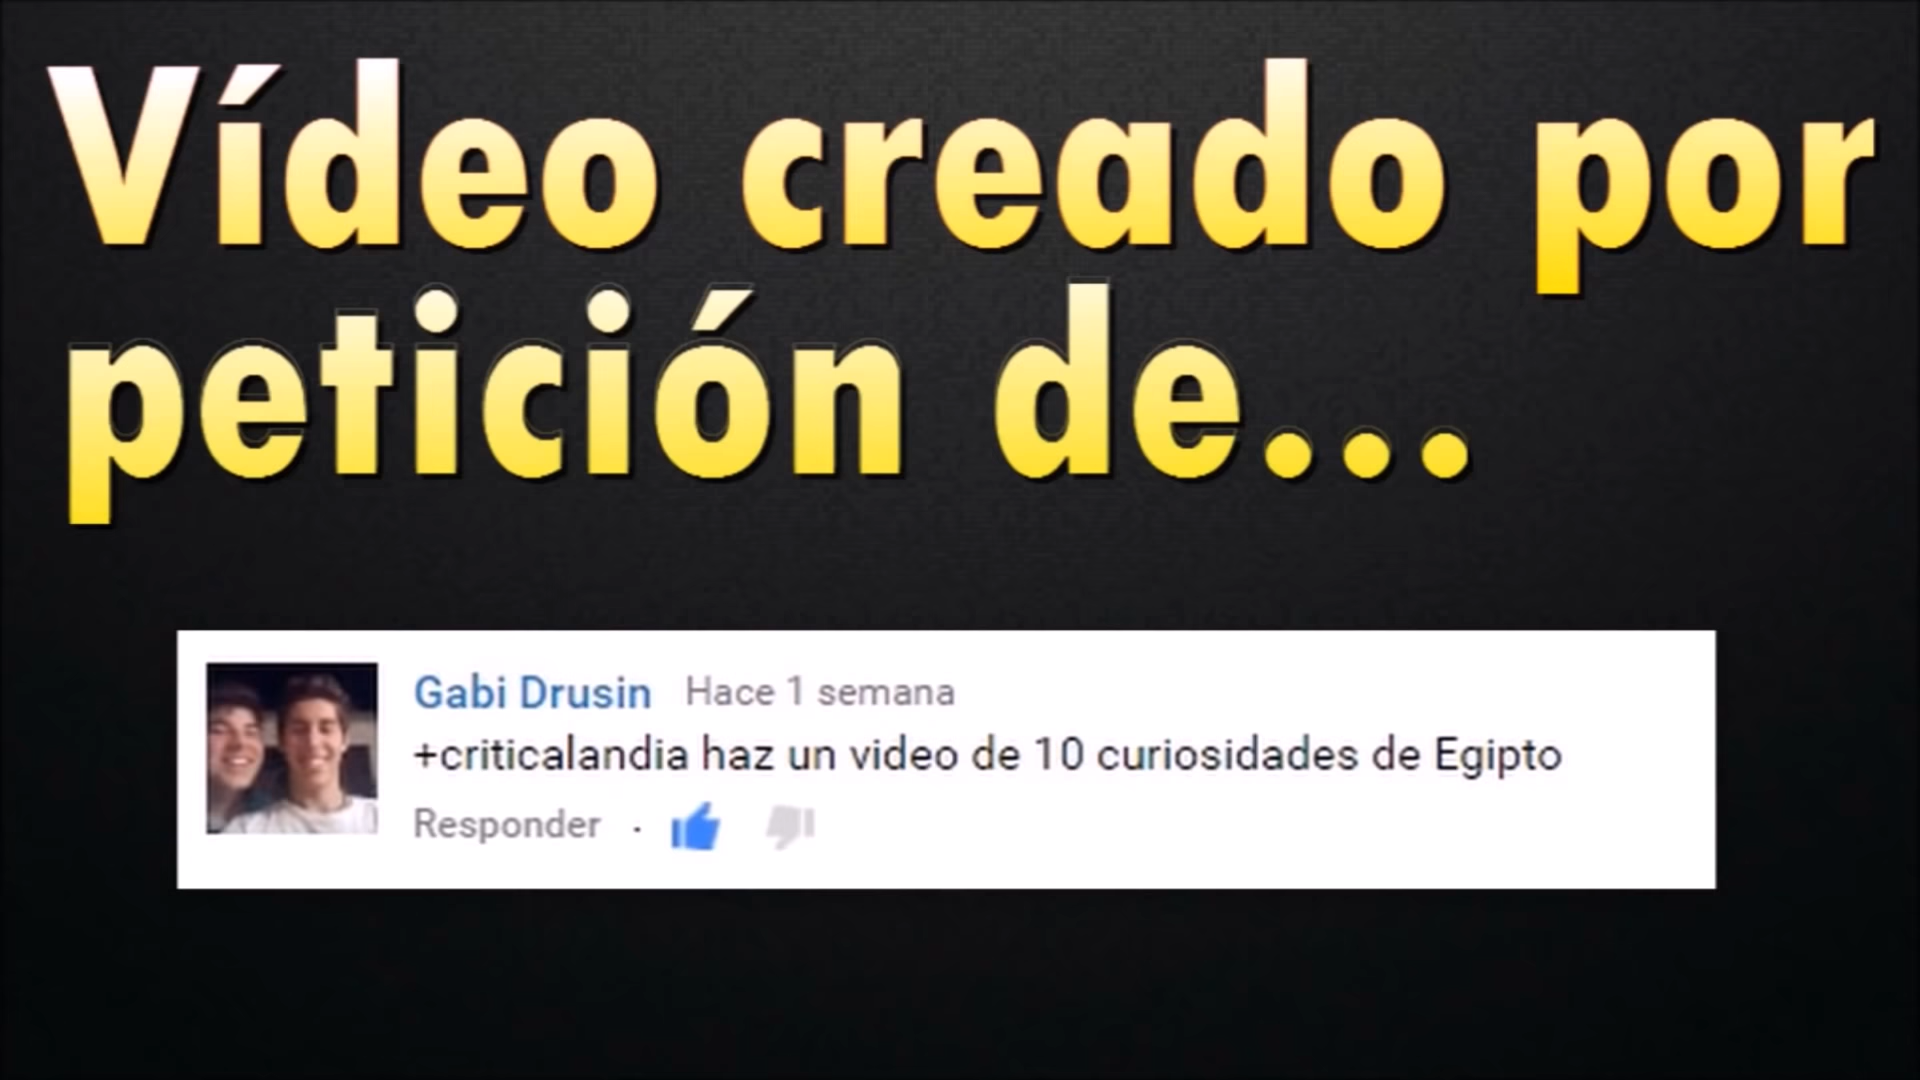 Vídeo creado por
petición de...
Gabi Drusin Hace 1 semana
+criticalandia haz un video de 10 curiosidades de Egipto
Responder ·